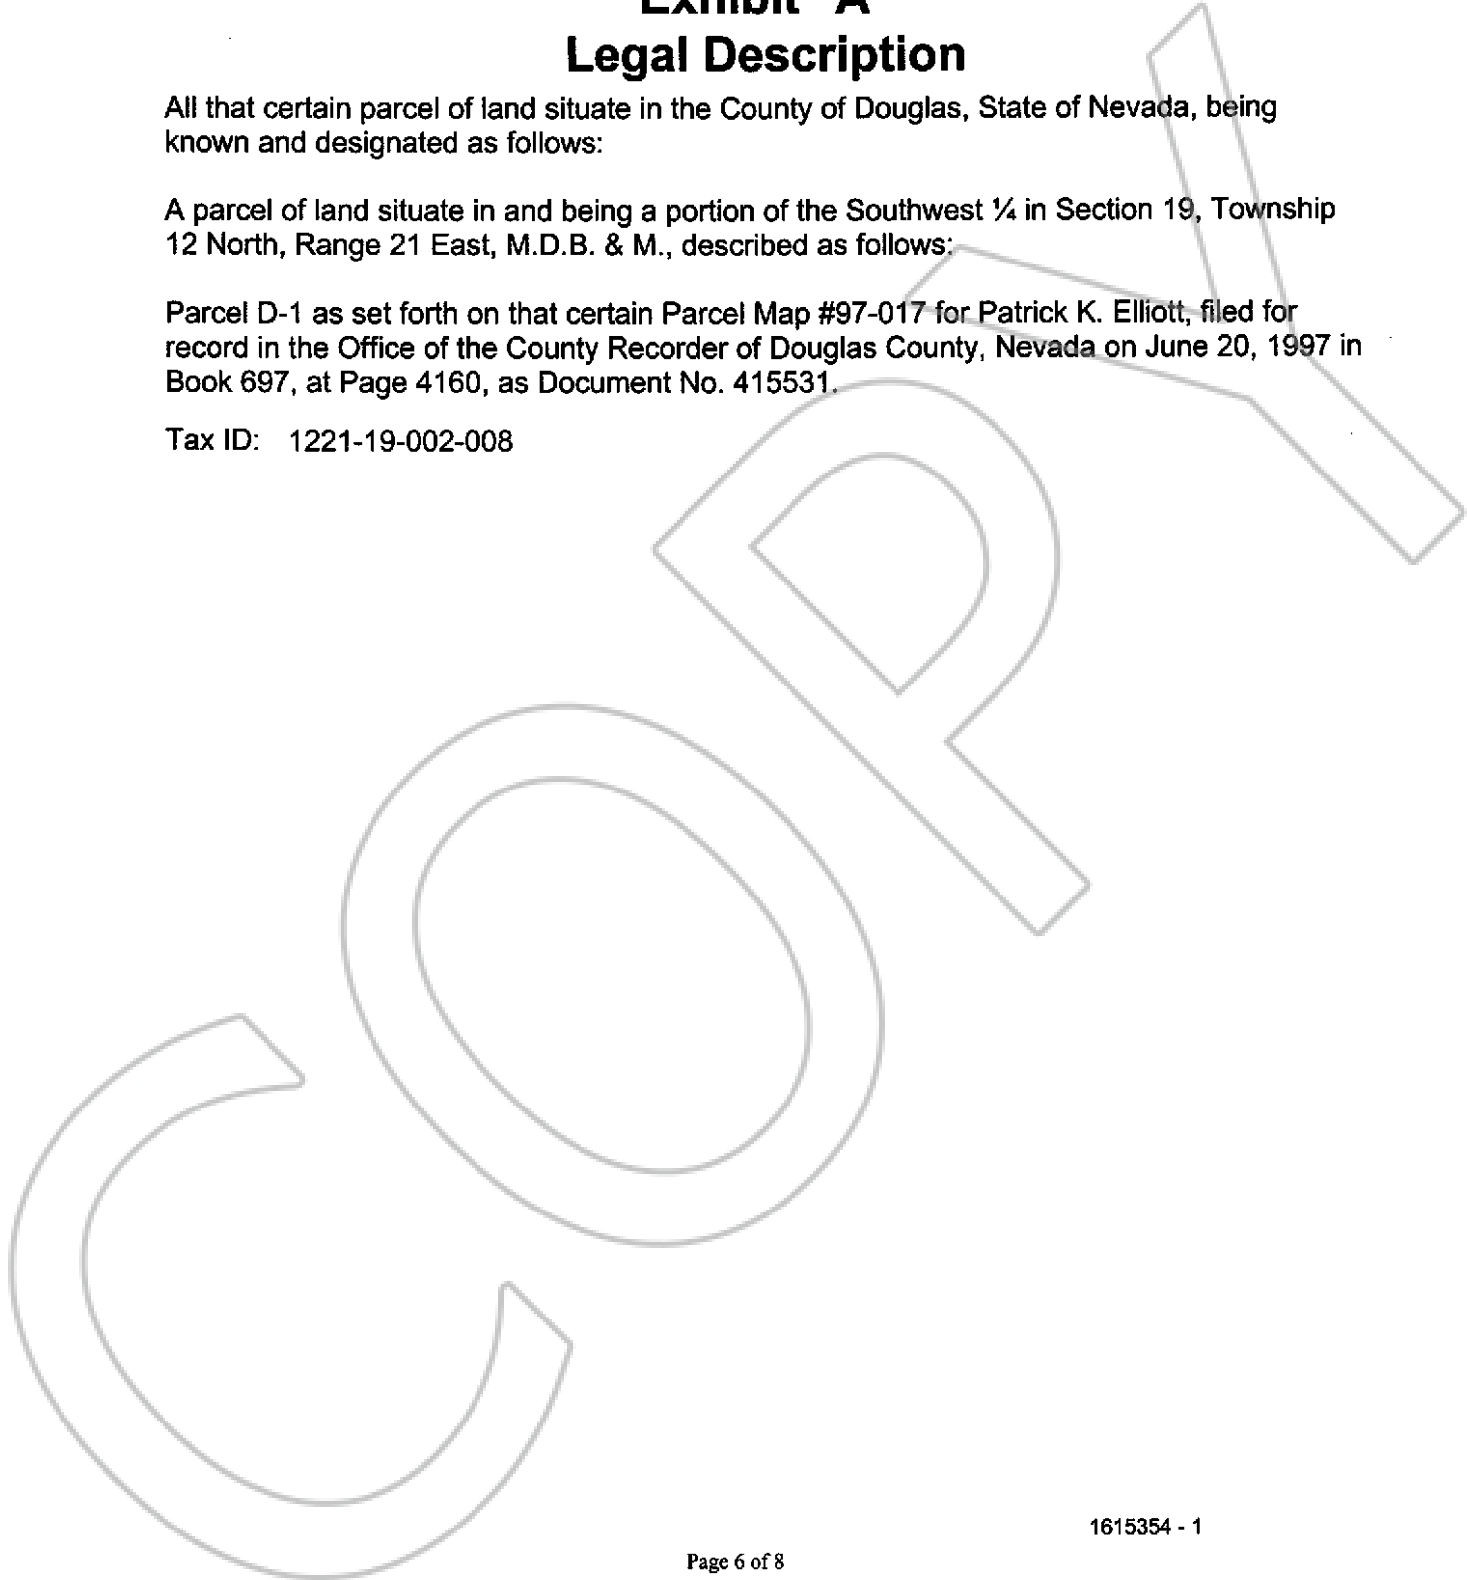 Exhibit "A"
Legal Description
All that certain parcel of land situate in the County of Douglas, State of Nevada, being
known and designated as follows:
A parcel of land situate in and being a portion of the Southwest ¼ in Section 19, Township
12 North, Range 21 East, M.D.B. & M., described as follows:
Parcel D-1 as set forth on that certain Parcel Map #97-017 for Patrick K. Elliott, filed for
record in the Office of the County Recorder of Douglas County, Nevada on June 20, 1997 in
Book 697, at Page 4160, as Document No. 415531.
Tax ID: 1221-19-002-008
COPY
1615354 - 1
Page 6 of 8